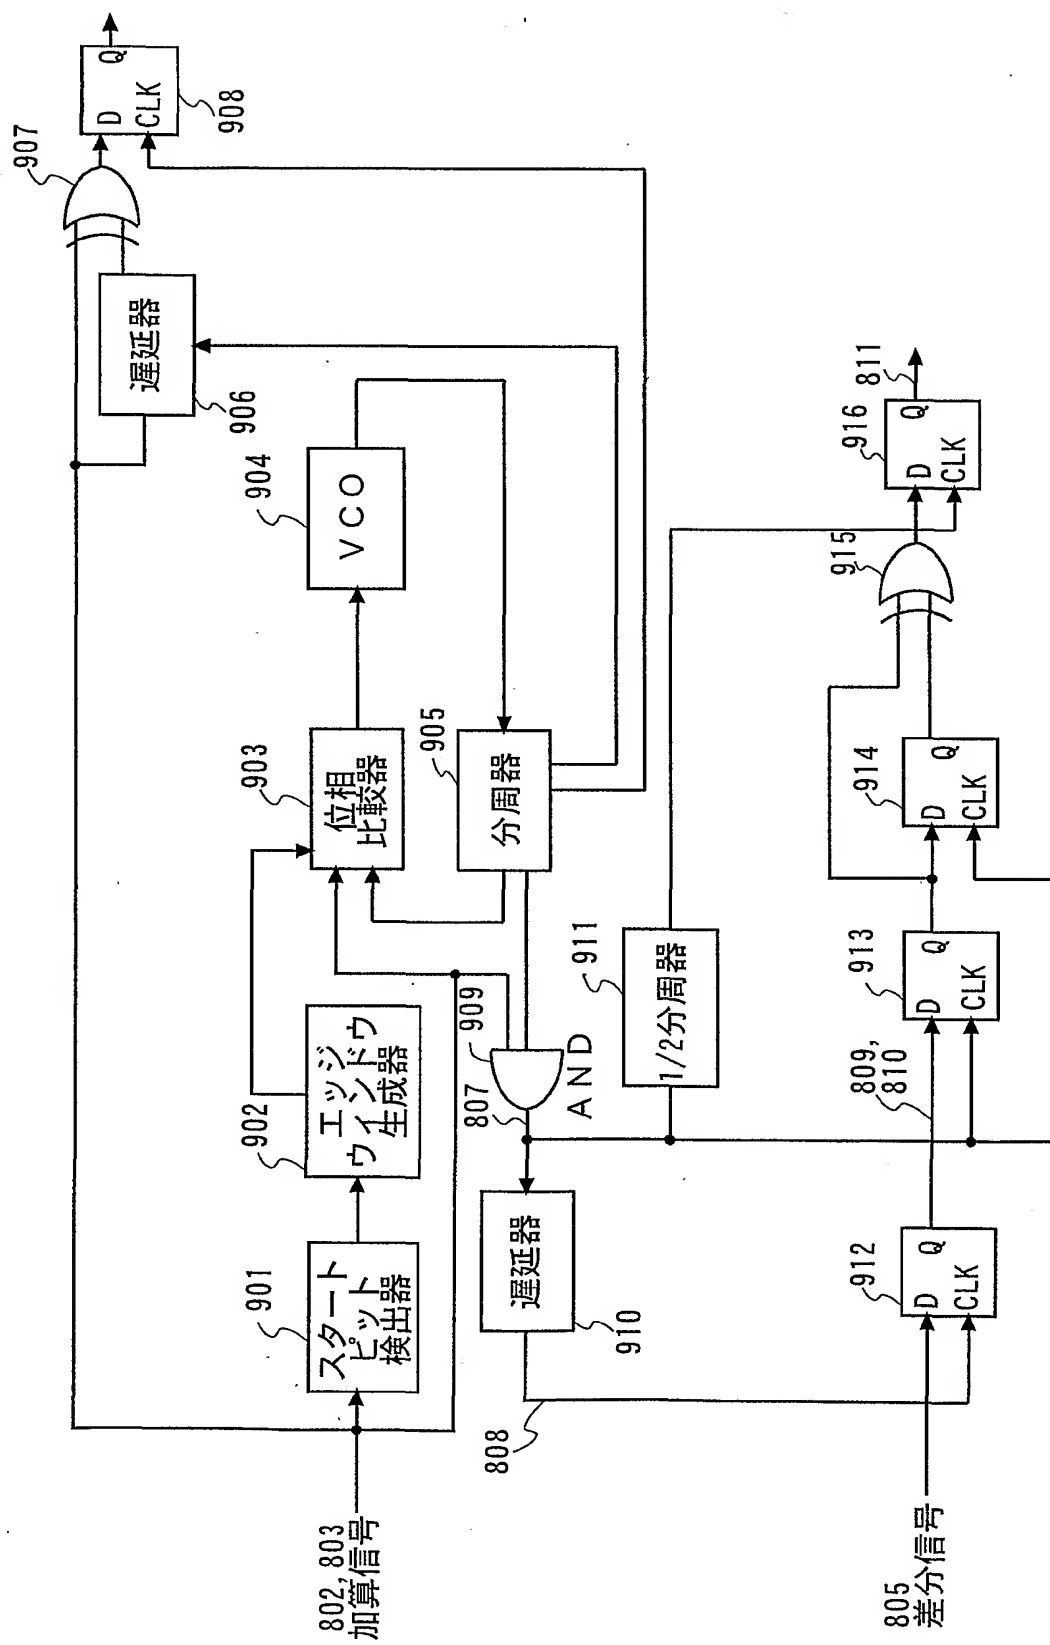 802, 803
加算信号
901
スタート
ピット
検出器
902
エッジ
ウインドウ
生成器
903
位相
比較器
904
VCO
905
分周器
906
遅延器
907
D
Q
CLK
908
909
807
AND
遅延器
910
808
911
1/2分周器
805
差分信号
912
D
Q
CLK
809,
810
913
D
Q
CLK
914
D
Q
CLK
915
916
D
Q
CLK
811